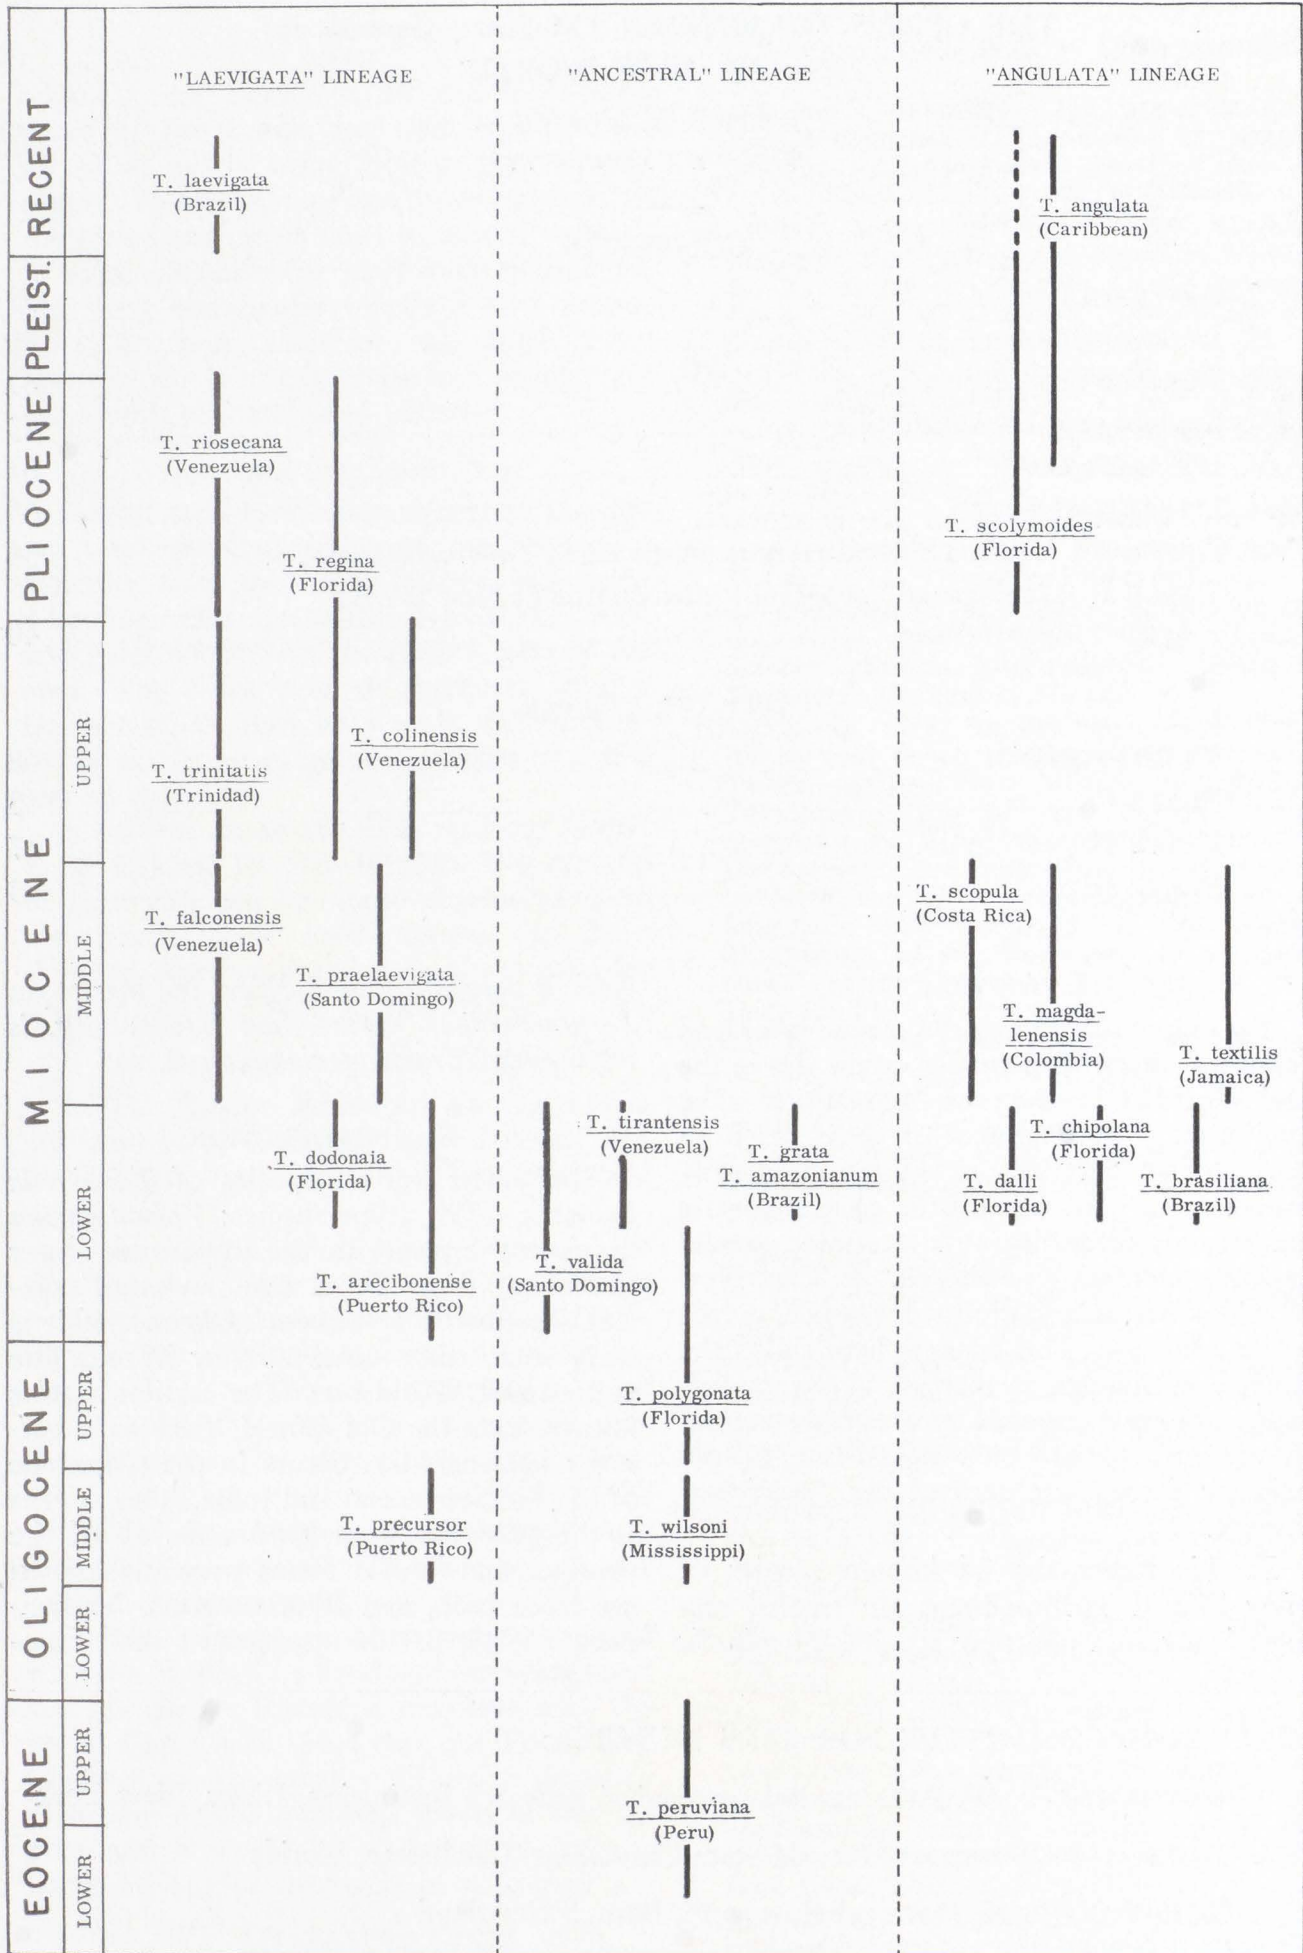 "LAEVIGATA" LINEAGE
"ANCESTRAL" LINEAGE
"ANGULATA" LINEAGE
RECENT
PLEIST.
PLIOCENE
MIOCENE
UPPER
MIDDLE
LOWER
OLIGOCENE
UPPER
MIDDLE
LOWER
EOCENE
UPPER
LOWER
T. laevigata
(Brazil)
T. riosecana
(Venezuela)
T. regina
(Florida)
T. colinensis
(Venezuela)
T. trinitatis
(Trinidad)
T. falconensis
(Venezuela)
T. praelaevigata
(Santo Domingo)
T. dodonaia
(Florida)
T. arecibonense
(Puerto Rico)
T. precursor
(Puerto Rico)
T. tirantensis
(Venezuela)
T. grata
T. amazonianum
(Brazil)
T. valida
(Santo Domingo)
T. polygonata
(Florida)
T. wilsoni
(Mississippi)
T. peruviana
(Peru)
T. angulata
(Caribbean)
T. scolymoides
(Florida)
T. scopula
(Costa Rica)
T. magda-
lenensis
(Colombia)
T. textilis
(Jamaica)
T. chipolana
(Florida)
T. dalli
(Florida)
T. brasiliana
(Brazil)